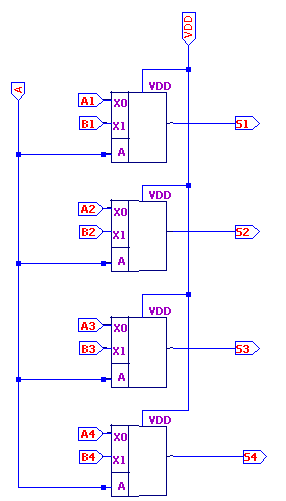 VDD
A
VDD
A1 X0
B1 X1 S1
A
VDD
A2 X0
B2 X1 S2
A
VDD
A3 X0
B3 X1 S3
A
VDD
A4 X0
B4 X1 S4
A